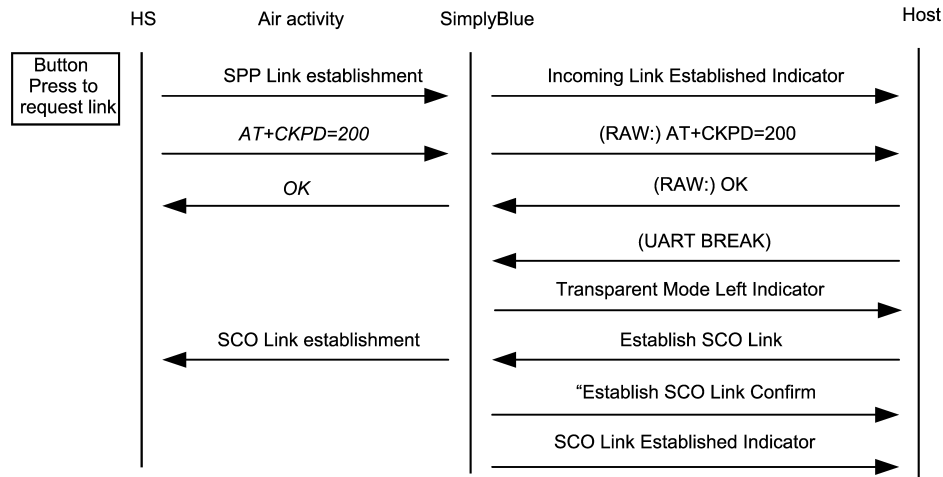 HS Air activity SimplyBlue Host
Button
Press to
request link
SPP Link establishment Incoming Link Established Indicator
AT+CKPD=200 (RAW:) AT+CKPD=200
OK (RAW:) OK
(UART BREAK)
Transparent Mode Left Indicator
SCO Link establishment Establish SCO Link
“Establish SCO Link Confirm
SCO Link Established Indicator